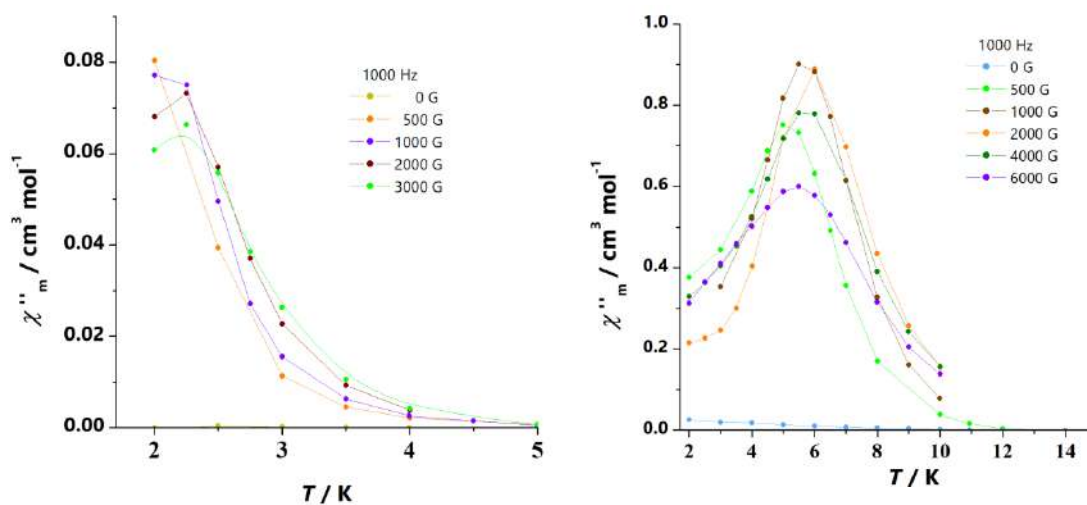 0.08
0.06
0.04
0.02
0.00
χ''m / cm³ mol⁻¹
1000 Hz
0 G
500 G
1000 G
2000 G
3000 G
2
3
4
5
T / K
1.0
0.8
0.6
0.4
0.2
0.0
χ''m / cm³ mol⁻¹
1000 Hz
0 G
500 G
1000 G
2000 G
4000 G
6000 G
2
4
6
8
10
12
14
T / K